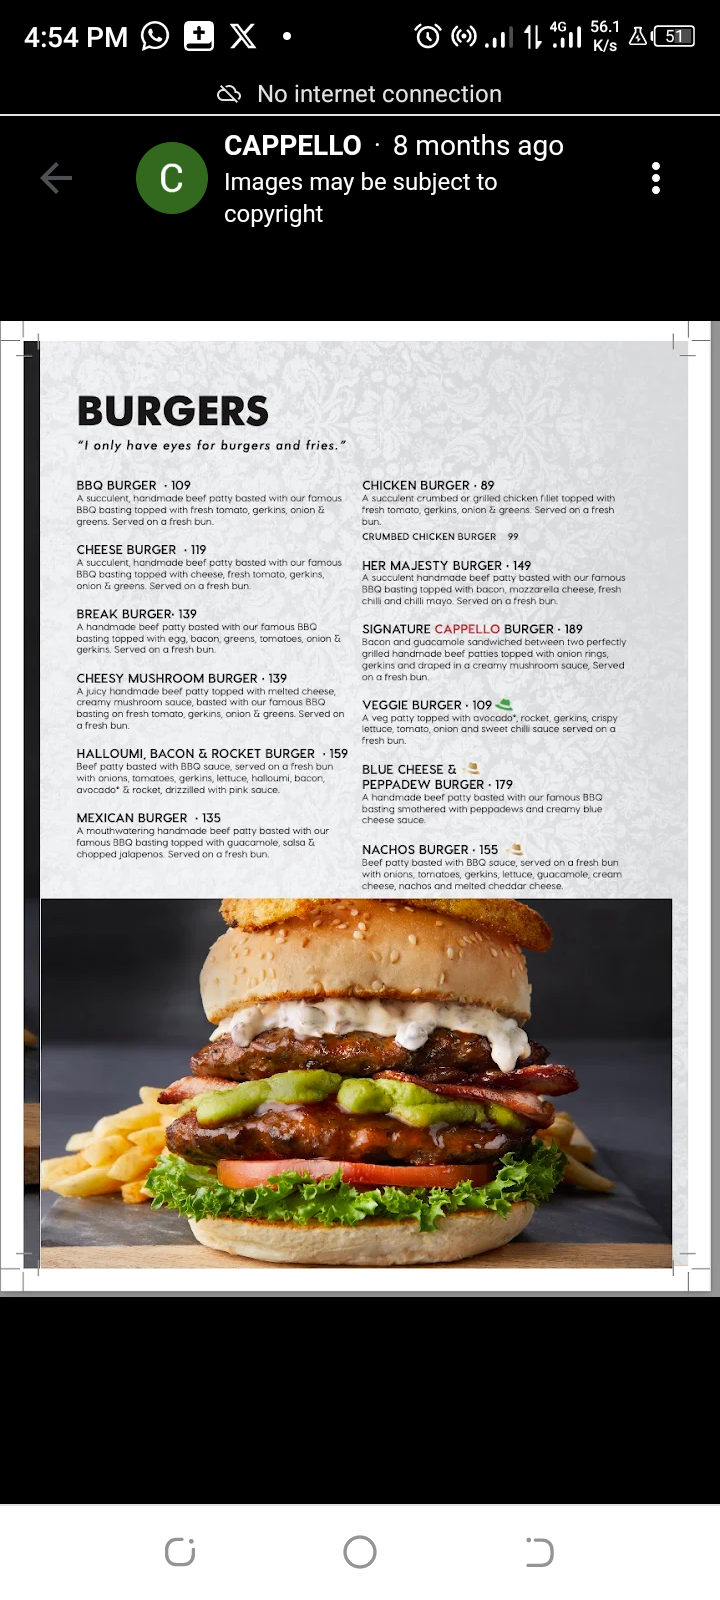 4:54 PM
4G
56.1
K/s
51
No internet connection
C
CAPPELLO · 8 months ago
Images may be subject to
copyright
BURGERS
"I only have eyes for burgers and fries."
BBQ BURGER · 109
A succulent, handmade beef patty basted with our famous
BBQ basting topped with fresh tomato, gerkins, onion &
greens. Served on a fresh bun.
CHEESE BURGER · 119
A succulent, handmade beef patty basted with our famous
BBQ basting topped with cheese, fresh tomato, gerkins,
onion & greens. Served on a fresh bun.
BREAK BURGER· 139
A handmade beef patty basted with our famous BBQ
basting topped with egg, bacon, greens, tomatoes, onion &
gerkins. Served on a fresh bun.
CHEESY MUSHROOM BURGER · 139
A juicy handmade beef patty topped with melted cheese,
creamy mushroom sauce, basted with our famous BBQ
basting on fresh tomato, gerkins, onion & greens. Served on
a fresh bun.
HALLOUMI, BACON & ROCKET BURGER · 159
Beef patty basted with BBQ sauce, served on a fresh bun
with onions, tomatoes, gerkins, lettuce, halloumi, bacon,
avocado* & rocket, drizzilled with pink sauce.
MEXICAN BURGER · 135
A mouthwatering handmade beef patty basted with our
famous BBQ basting topped with guacamole, salsa &
chopped jalapenos. Served on a fresh bun.
CHICKEN BURGER · 89
A succulent crumbed or grilled chicken fillet topped with
fresh tomato, gerkins, onion & greens. Served on a fresh
bun.
CRUMBED CHICKEN BURGER 99
HER MAJESTY BURGER · 149
A succulent handmade beef patty basted with our famous
BBQ basting topped with bacon, mozzarella cheese, fresh
chilli and chilli mayo. Served on a fresh bun.
SIGNATURE CAPPELLO BURGER · 189
Bacon and guacamole sandwiched between two perfectly
grilled handmade beef patties topped with onion rings,
gerkins and draped in a creamy mushroom sauce, Served
on a fresh bun.
VEGGIE BURGER · 109
A veg patty topped with avocado*, rocket, gerkins, crispy
lettuce, tomato, onion and sweet chilli sauce served on a
fresh bun.
BLUE CHEESE &
PEPPADEW BURGER · 179
A handmade beef patty basted with our famous BBQ
basting smothered with peppadews and creamy blue
cheese sauce.
NACHOS BURGER · 155
Beef patty basted with BBQ sauce, served on a fresh bun
with onions, tomatoes, gerkins, lettuce, guacamole, cream
cheese, nachos and melted cheddar cheese.